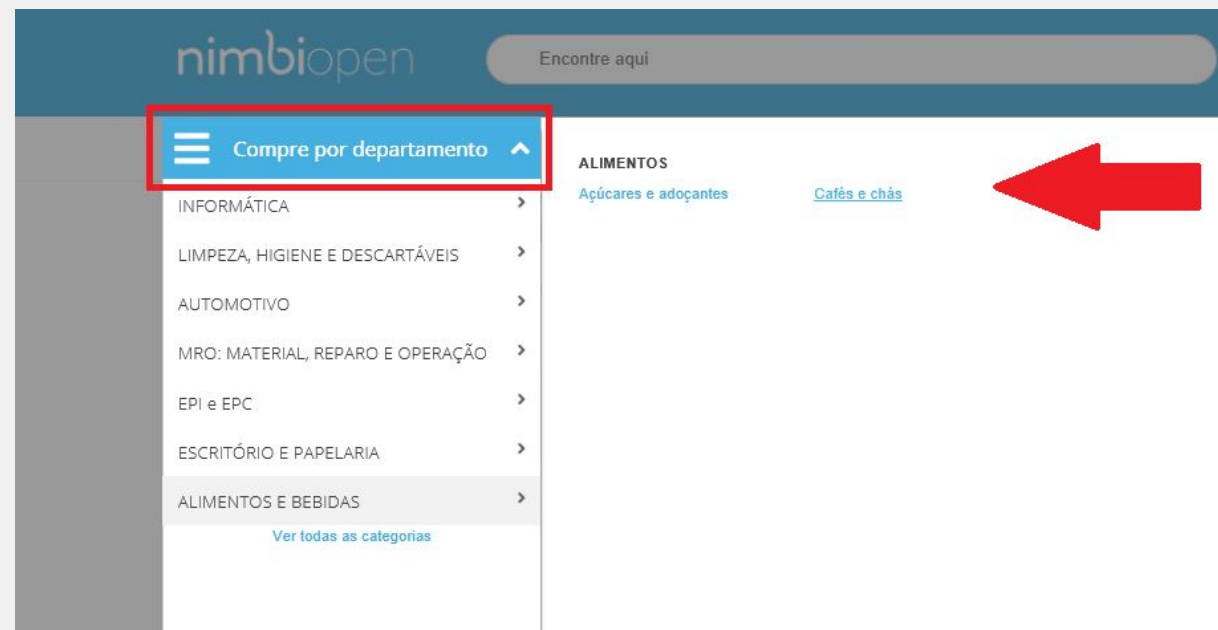 nimbiopen
Encontre aqui
Compre por departamento
INFORMÁTICA
LIMPEZA, HIGIENE E DESCARTÁVEIS
AUTOMOTIVO
MRO: MATERIAL, REPARO E OPERAÇÃO
EPI e EPC
ESCRITÓRIO E PAPELARIA
ALIMENTOS E BEBIDAS
Ver todas as categorias
ALIMENTOS
Açúcares e adoçantes Cafés e chás